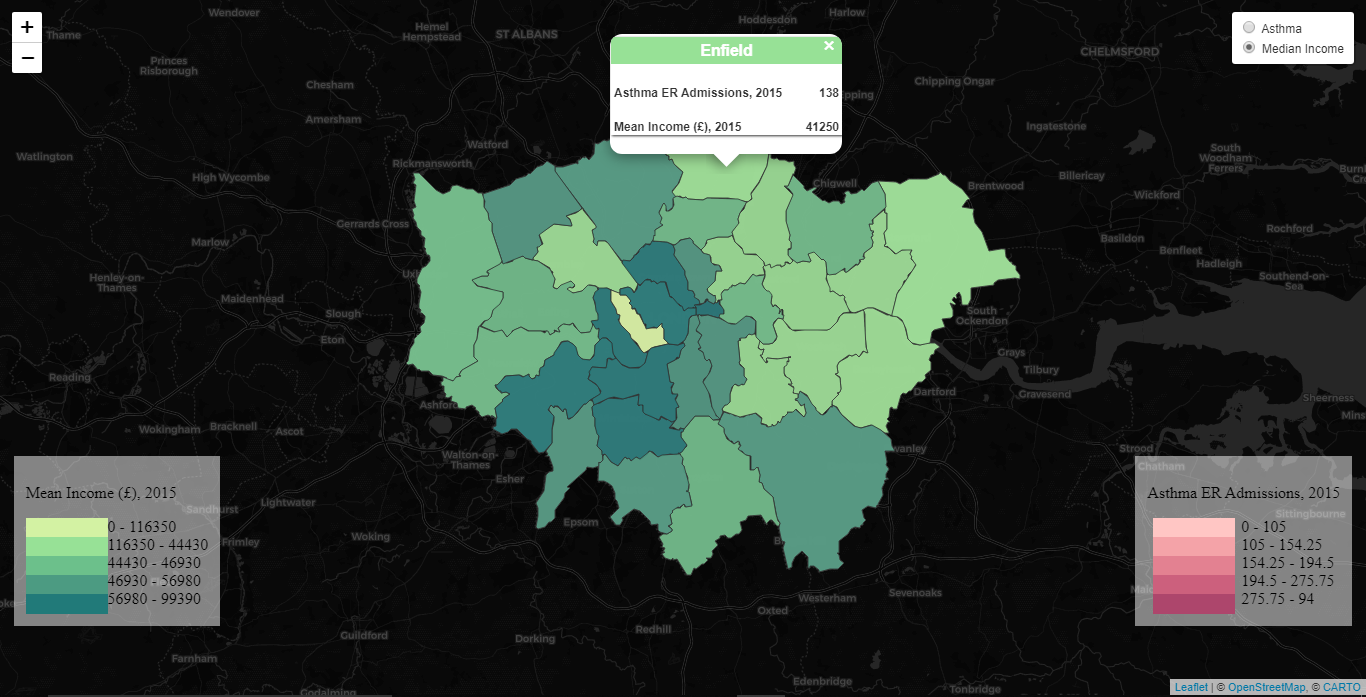 +
−
Asthma
Median Income
Enfield ×
Asthma ER Admissions, 2015 138
Mean Income (£), 2015 41250
Wendover
Thame
Hemel
Hempstead
ST ALBANS
Hoddesdon
Harlow
Princes
Risborough
CHELMSFORD
Chesham
Chipping Ongar
Epping
Amersham
Ingatestone
Watford
Watlington
Rickmansworth
High Wycombe
South
Woodham
Ferrers
Billericay
Chigwell
Brentwood
Wickford
Gerrards Cross
Rochford
Marlow
Basildon
Benfleet
Hadleigh
Henley-on-
Thames
Southend-on-
Sea
Maidenhead
Slough
South
Ockendon
Eton
Grays
Tilbury
Reading
Dartford
Gravesend
Sheerness
Ashford
Wokingham
Bracknell
Ascot
Walton-on-
Thames
Esher
Strood
Chatham
Mean Income (£), 2015
0 - 116350
116350 - 44430
44430 - 46930
46930 - 56980
56980 - 99390
Asthma ER Admissions, 2015
0 - 105
105 - 154.25
154.25 - 194.5
194.5 - 275.75
275.75 - 94
Sandhurst
Lightwater
Sittingbourne
Frimley
Woking
Epsom
Sevenoaks
Westerham
Oxted
Redhill
Guildford
Dorking
Farnham
Edenbridge
Tonbridge
Godalming
Leaflet | © OpenStreetMap, © CARTO